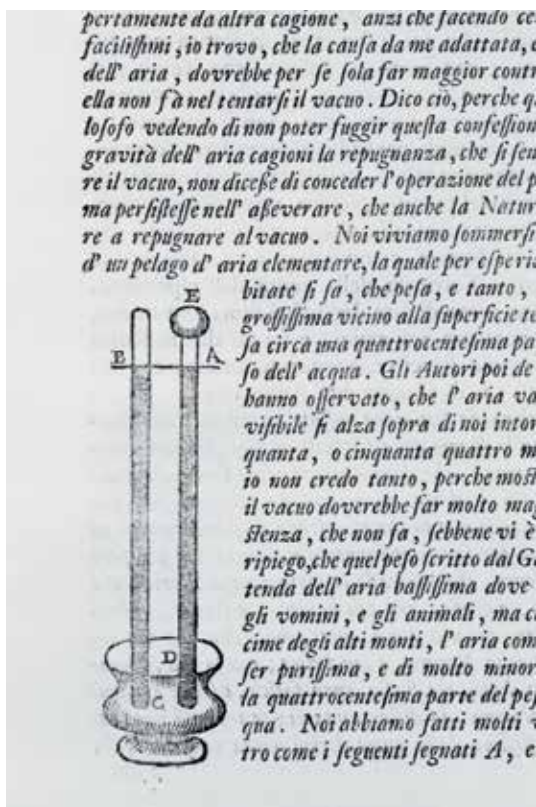 pertamente da altra cagione, anzi che facendo ce
facilissimi, io trovo, che la causa da me adattata,
dell' aria, dovrebbe per se sola far maggior contr
ella non fà nel tentarsi il vacuo. Dico ciò, perche q
losofo vedendo di non poter fuggir questa confession
gravità dell' aria cagioni la repugnanza, che si sen
re il vacuo, non dicesse di conceder l'operazione del p
ma persistesse nell' asseverare, che anche la Natur
re a repugnare al vacuo. Noi viviamo sommersi
d' un pelago d' aria elementare, la quale per esperi
bitate si sa, che pesa, e tanto,
grossissima vicino alla superficie te
sa circa una quattrocentesima pa
so dell' acqua. Gli Autori poi de
hanno osservato, che l' aria va
visibile si alza sopra di noi intor
quanta, o cinquanta quattro m
io non credo tanto, perche most
il vacuo doverebbe far molto mag
stenza, che non fa, sebbene vi è
ripiego, che quel peso scritto dal G
tenda dell' aria bassissima dove
gli vomini, e gli animali, ma
cime degli alti monti, l' aria com
ser purissima, e di molto minor
la quattrocentesima parte del pe
qua. Noi abbiamo fatti molti v
tro come i seguenti segnati A, e
E
B A
D
C